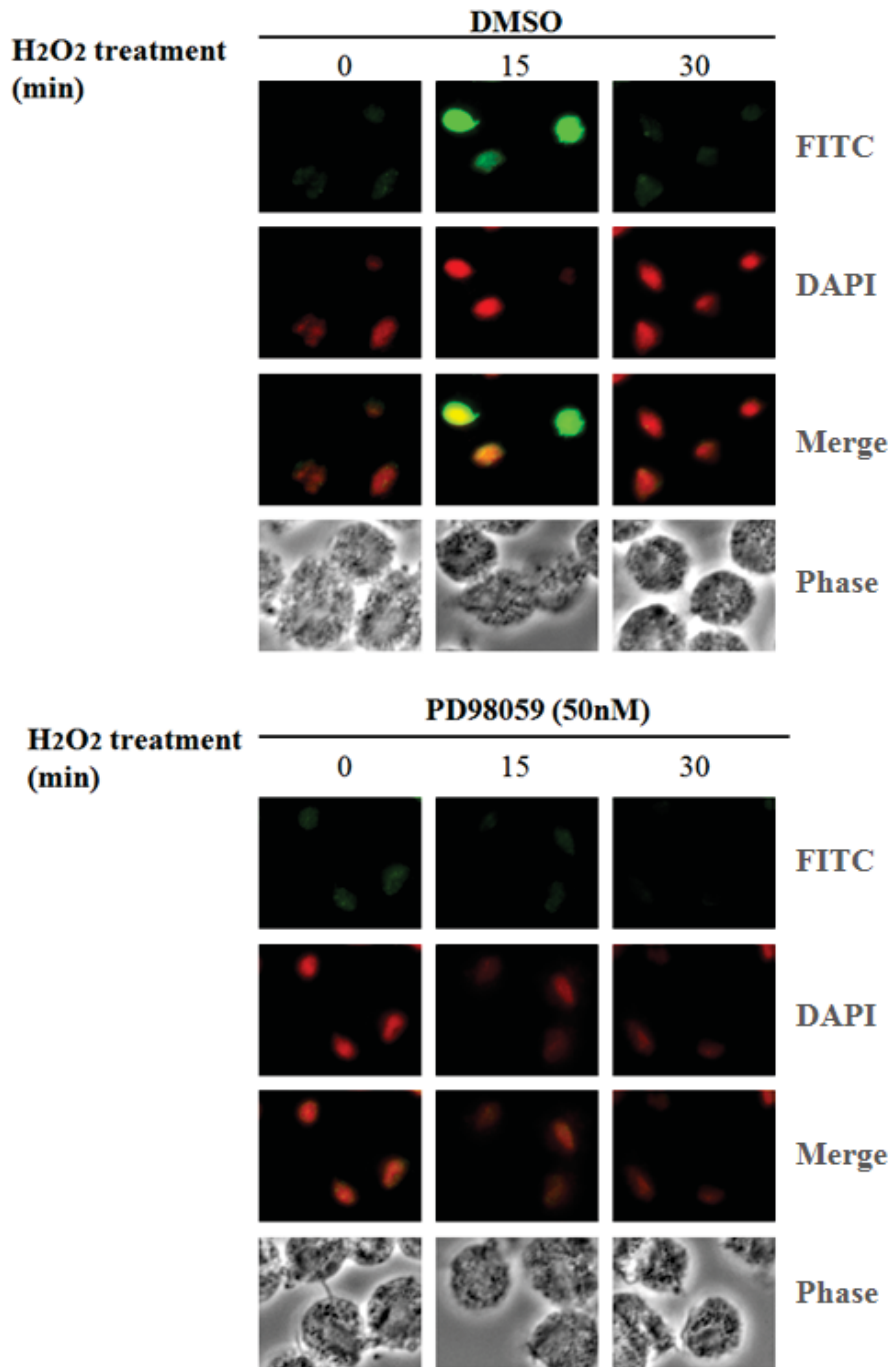 DMSO
H2O2 treatment
(min)
0 15 30
FITC
DAPI
Merge
Phase
PD98059 (50nM)
H2O2 treatment
(min)
0 15 30
FITC
DAPI
Merge
Phase